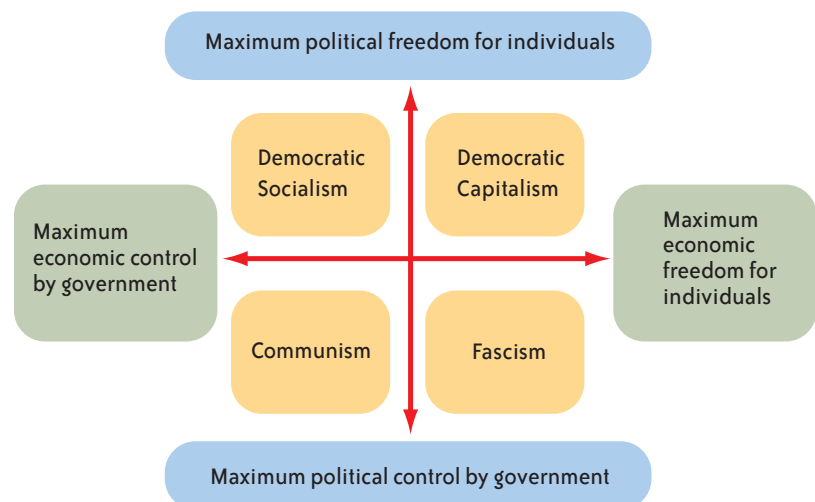 Maximum political freedom for individuals
Democratic
Socialism
Democratic
Capitalism
Maximum
economic control
by government
Maximum
economic
freedom for
individuals
Communism
Fascism
Maximum political control by government